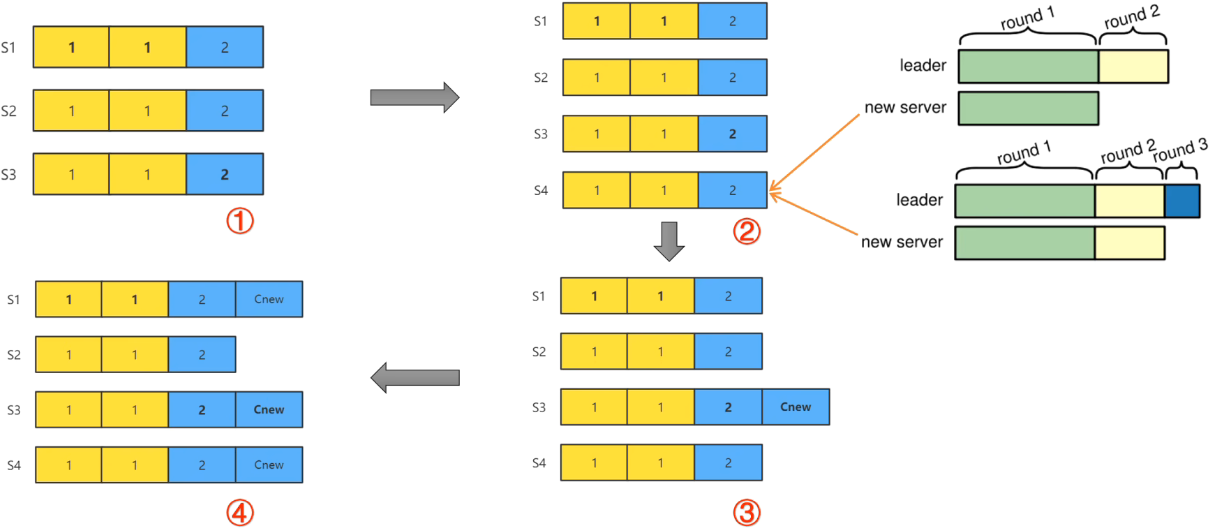 S1 1 1 2
S2 1 1 2
S3 1 1 2
①
S1 1 1 2
S2 1 1 2
S3 1 1 2
S4 1 1 2
②
round 1 round 2
leader
new server
round 1 round 2 round 3
leader
new server
S1 1 1 2
S2 1 1 2
S3 1 1 2 Cnew
S4 1 1 2
③
S1 1 1 2 Cnew
S2 1 1 2
S3 1 1 2 Cnew
S4 1 1 2 Cnew
④